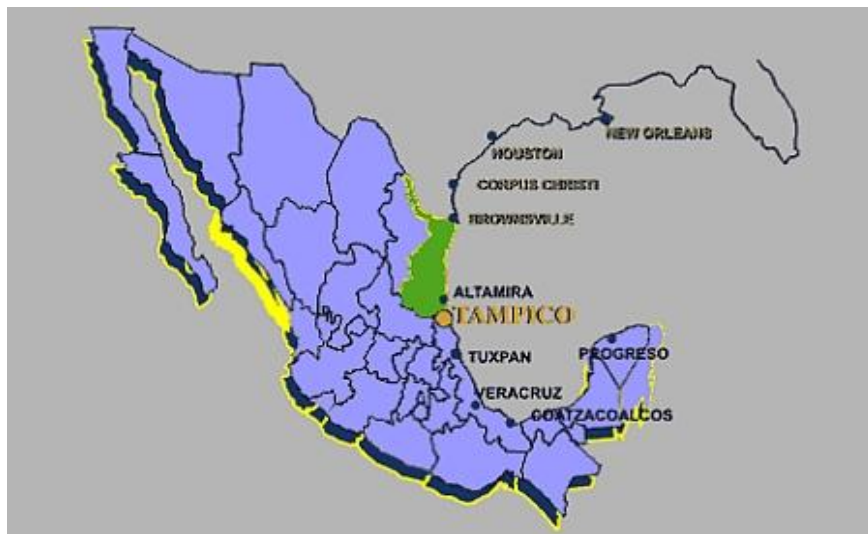 NEW ORLEANS
HOUSTON
CORPUS CHRISTI
BROWNSVILLE
ALTAMIRA
TAMPICO
TUXPAN
PROGRESO
VERACRUZ
COATZACOALCOS